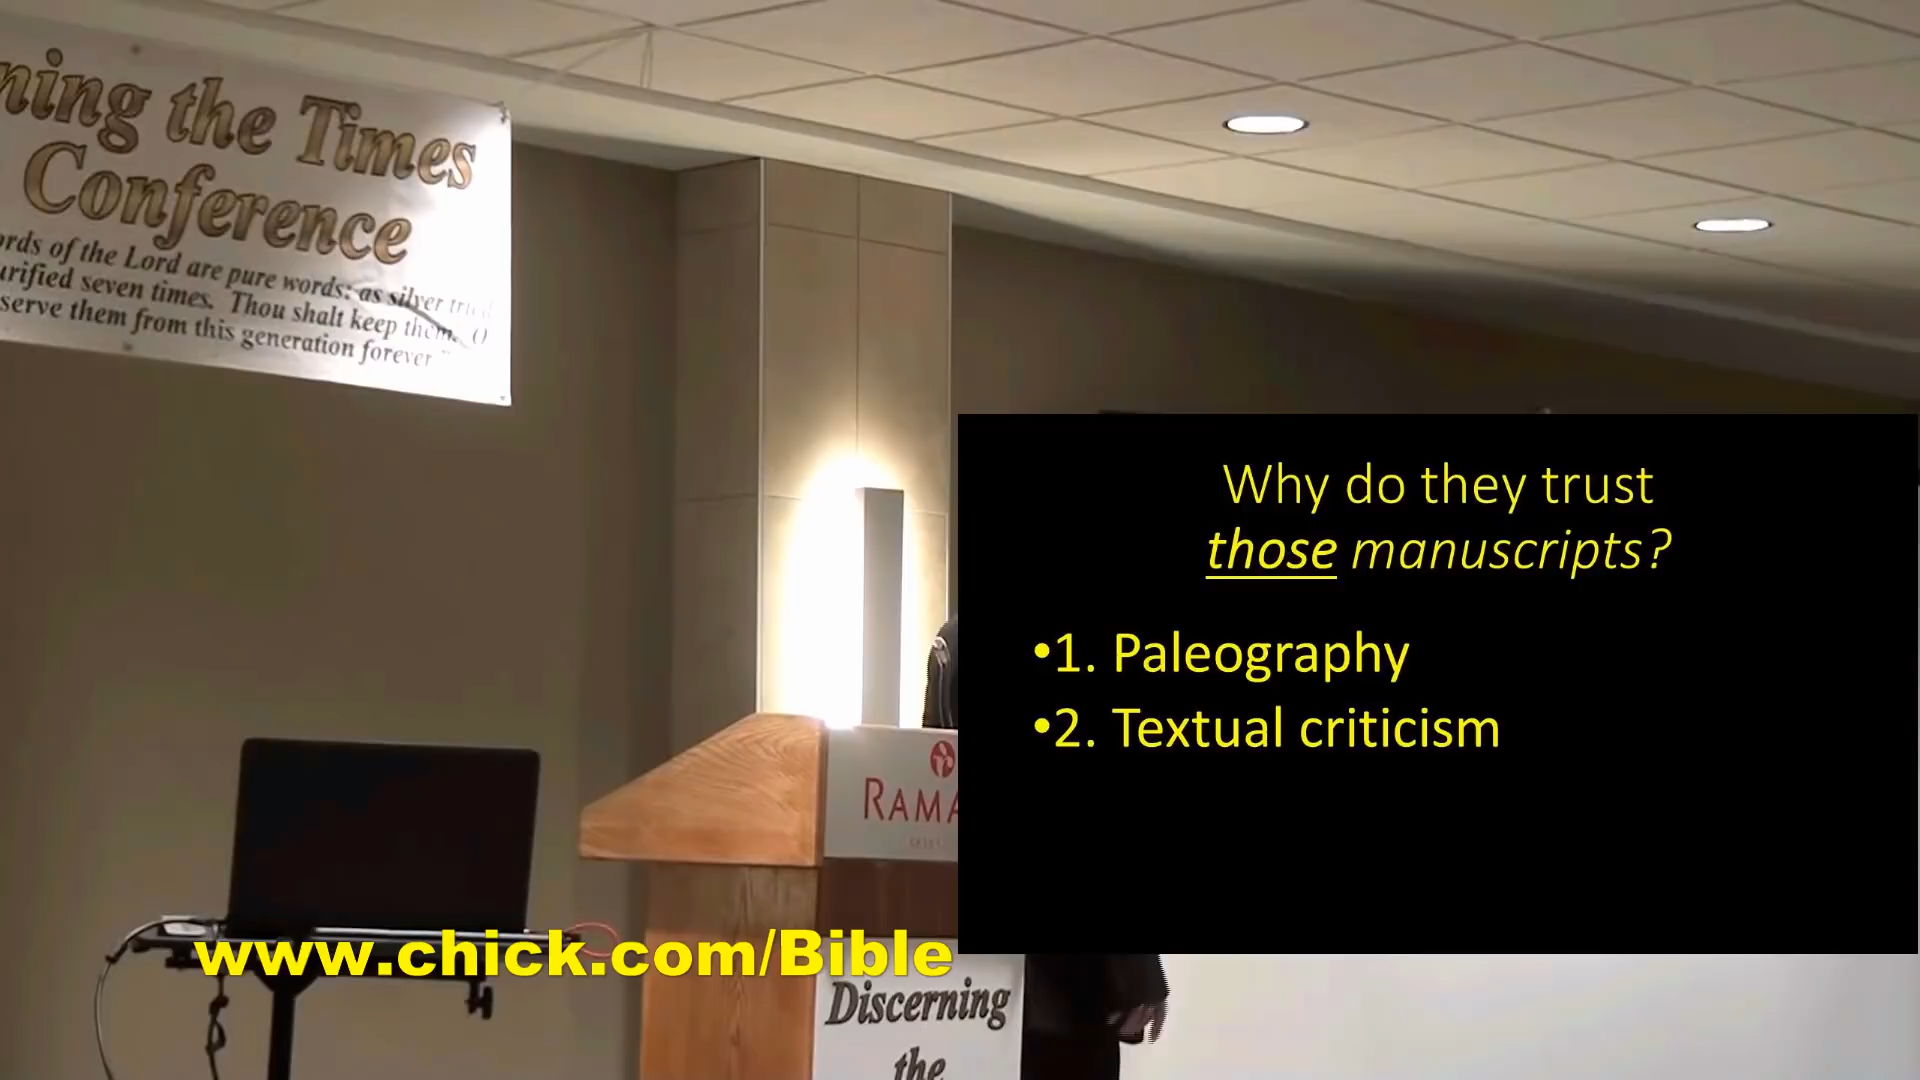 ning the Times
Conference
ords of the Lord are pure words: as silver tried
urified seven times. Thou shalt keep them, O
serve them from this generation forever
Why do they trust
those manuscripts?
•1. Paleography
•2. Textual criticism
RAMA
www.chick.com/Bible
Discerning
the